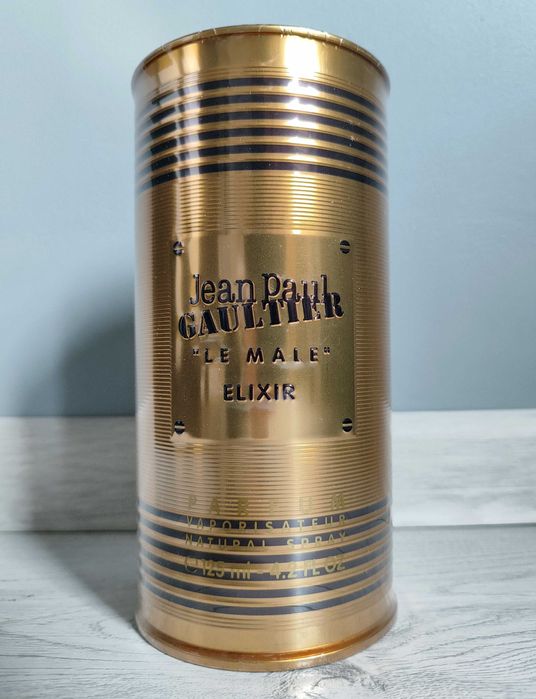 Jean Paul
GAULTIER
"LE MALE"
ELIXIR
PARFUM
VAPORISATEUR
NATURAL SPRAY
℮ 125 ml - 4.2 FL OZ